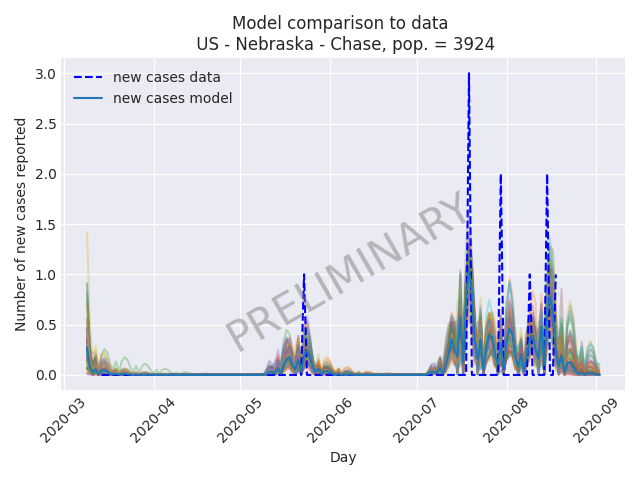 Model comparison to data
US - Nebraska - Chase, pop. = 3924
new cases data
new cases model
PRELIMINARY
Number of new cases reported
3.0
2.5
2.0
1.5
1.0
0.5
0.0
2020-03
2020-04
2020-05
2020-06
2020-07
2020-08
2020-09
Day